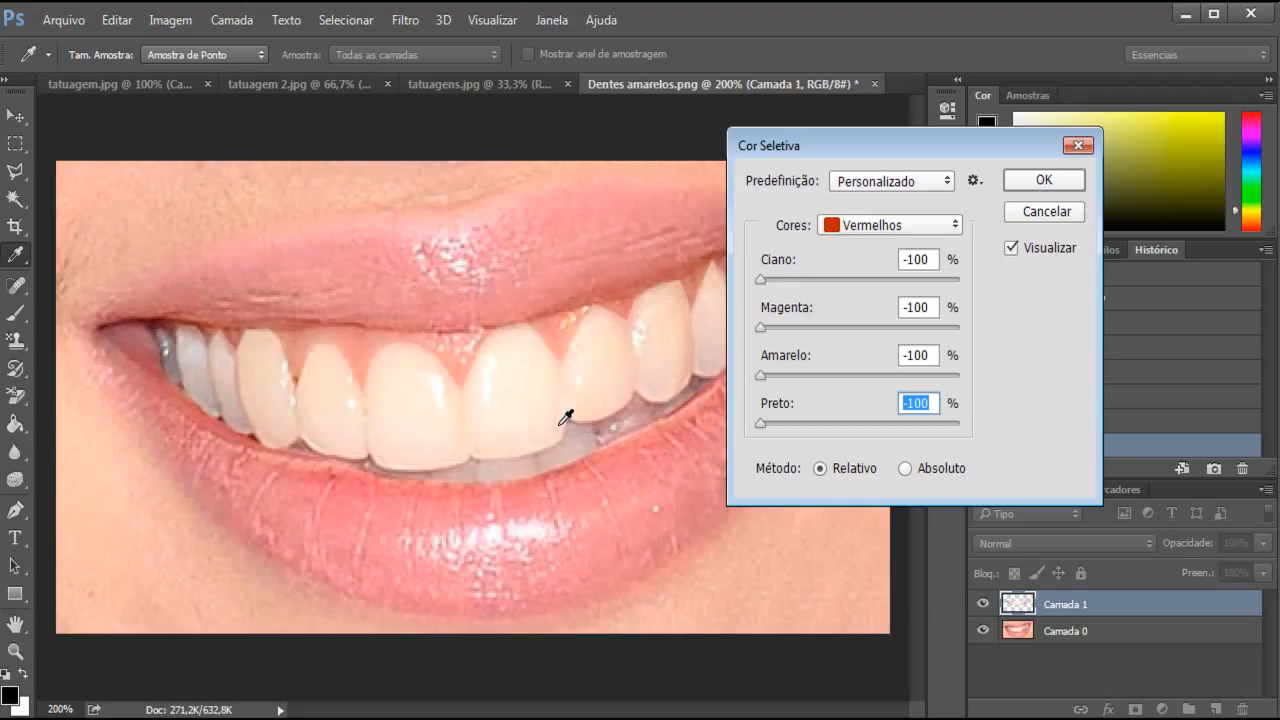 Ps Arquivo Editar Imagem Camada Texto Selecionar Filtro 3D Visualizar Janela Ajuda
Tam. Amostra: Amostra de Ponto Amostra: Todas as camadas Mostrar anel de amostragem Essenciais
tatuagem.jpg @ 100% (Ca... tatuagem 2.jpg @ 66,7% (... tatuagens.jpg @ 33,3% (R... Dentes amarelos.png @ 200% (Camada 1, RGB/8#) *
Cor Amostras
Cor Seletiva
Predefinição: Personalizado OK
Cancelar
Cores: Vermelhos
Visualizar
Histórico
Ciano: -100 %
Magenta: -100 %
Amarelo: -100 %
Preto: -100 %
Método: Relativo Absoluto
Tipo
Normal Opacidade: 100%
Bloq.: Preen.: 100%
Camada 1
Camada 0
200% Doc: 271,2K/632,8K